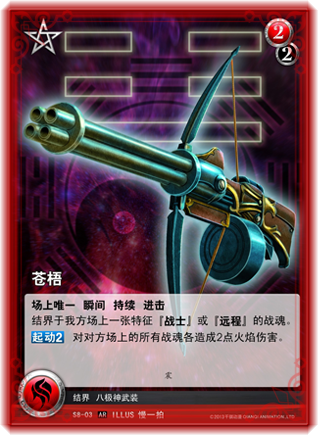 2
2
苍梧
场上唯一 瞬间 持续 进击
结界于我方场上一张特征『战士』或『远程』的战魂。
起动2 对对方场上的所有战魂各造成2点火焰伤害。
结界 八极神武装
S8-03 AR ILLUS 憬一拍